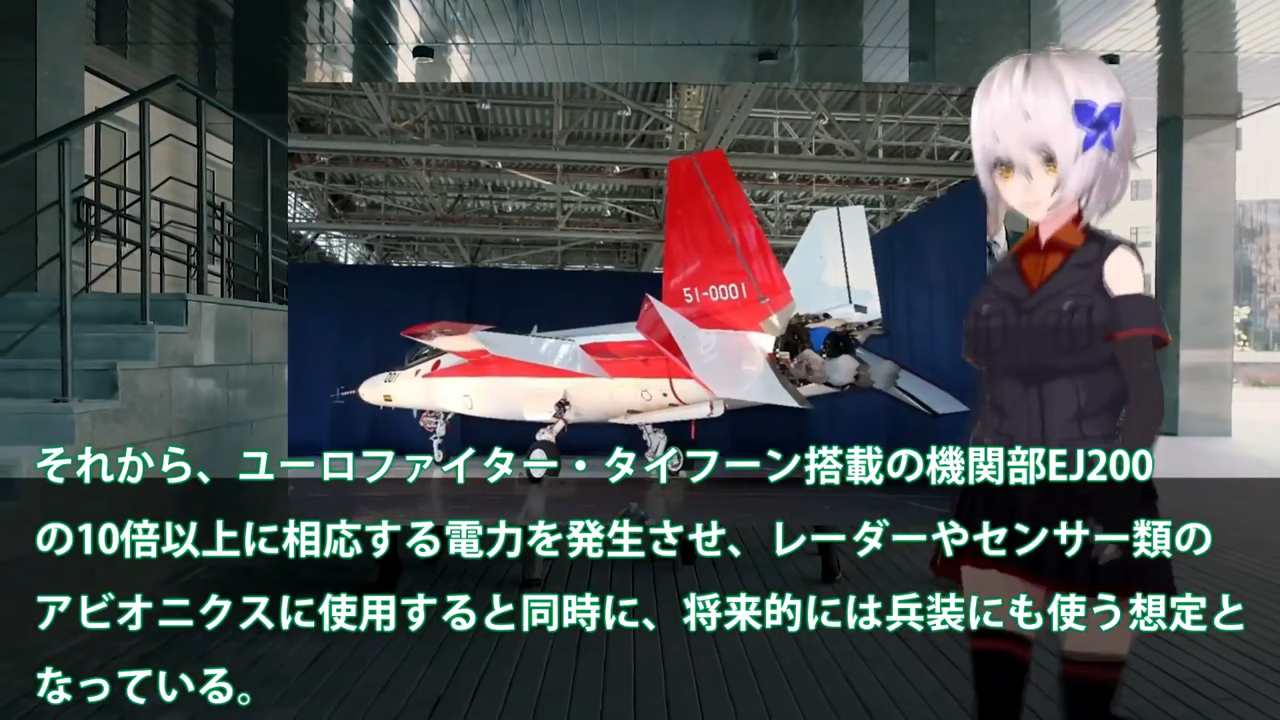 51-0001
それから、ユーロファイター・タイフーン搭載の機関部EJ200
の10倍以上に相応する電力を発生させ、レーダーやセンサー類の
アビオニクスに使用すると同時に、将来的には兵装にも使う想定と
なっている。